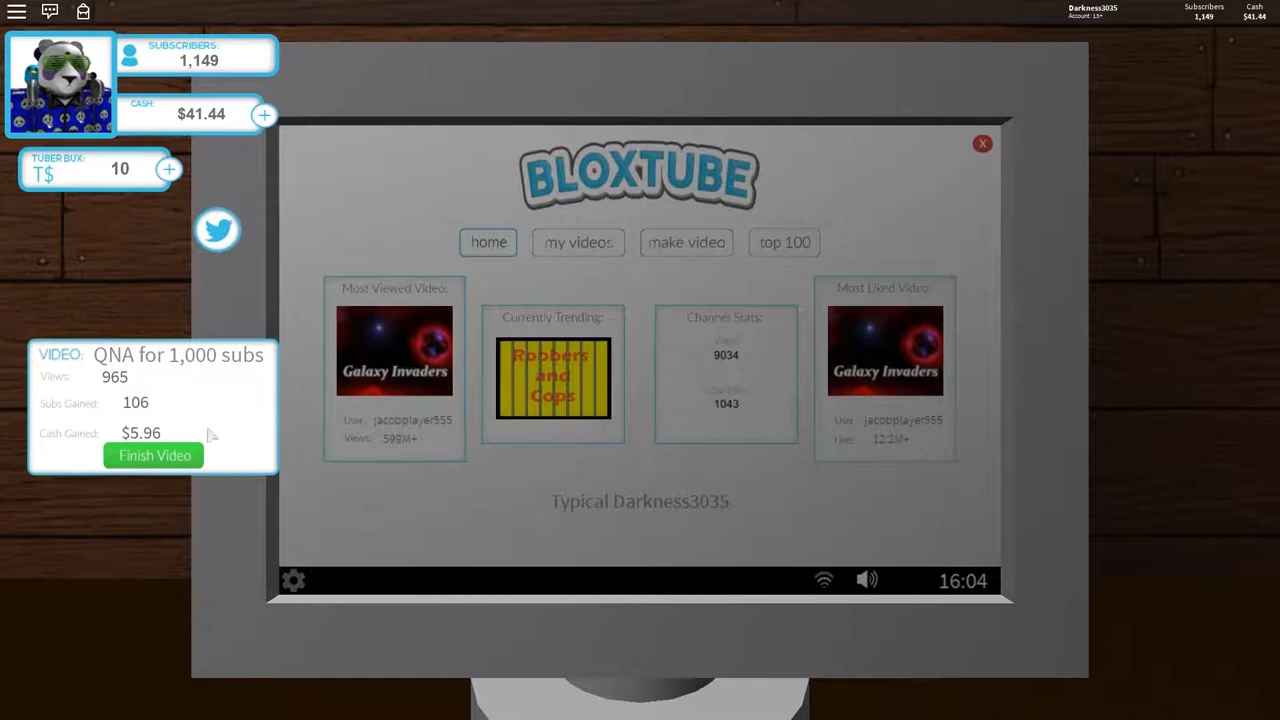 Darkness3035
Account: 13+
Subscribers
1,149
Cash
$41.44
SUBSCRIBERS:
1,149
CASH:
$41.44
+
TUBER BUX:
T$ 10
+
BLOXTUBE
X
home my videos make video top 100
Most Viewed Video:
Galaxy Invaders
User: jacobplayer555
Views: 599M+
Currently Trending:
Robbers
and
Cops
Channel Stats:
9034
1043
Most Liked Video:
Galaxy Invaders
User: jacobplayer555
Likes: 12.2M+
Typical Darkness3035
VIDEO: QNA for 1,000 subs
Views: 965
Subs Gained: 106
Cash Gained: $5.96
Finish Video
16:04